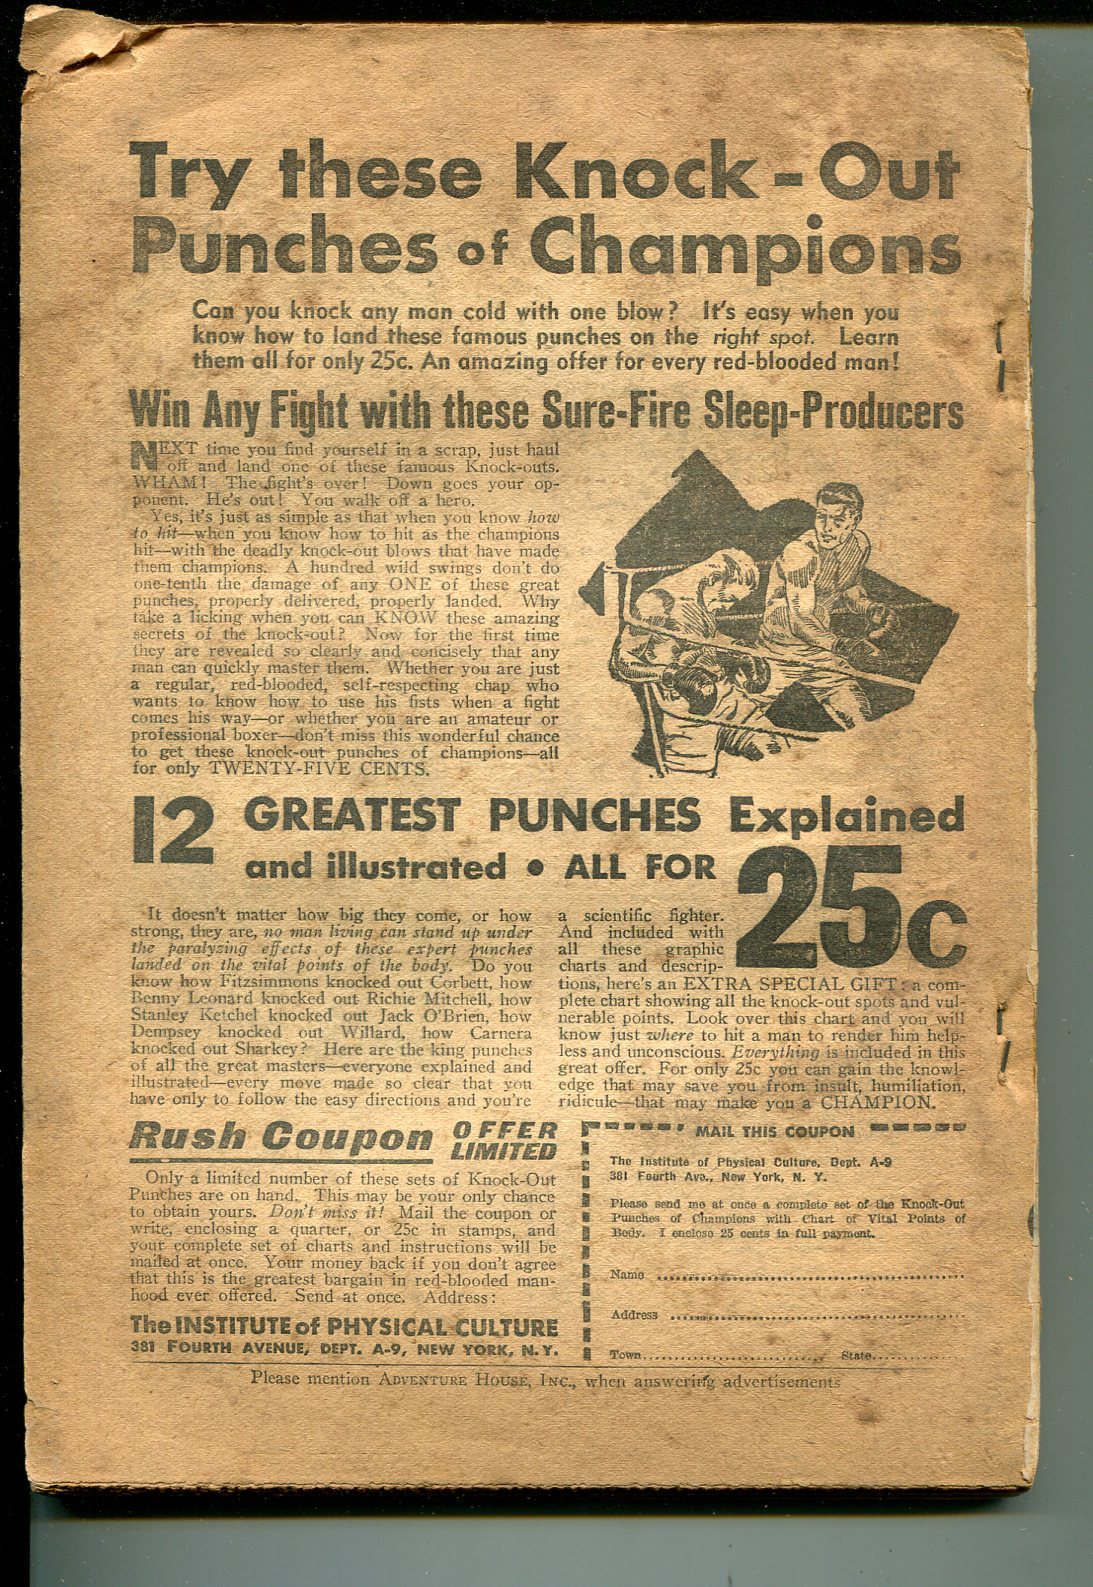 Try these Knock-Out
Punches of Champions
Can you knock any man cold with one blow? It's easy when you
know how to land these famous punches on the right spot. Learn
them all for only 25c. An amazing offer for every red-blooded man!
Win Any Fight with these Sure-Fire Sleep-Producers
NEXT time you find yourself in a scrap, just haul
off and land one of these famous Knock-outs.
WHAM! The fight's over! Down goes your op-
ponent. He's out! You walk off a hero.
Yes, it's just as simple as that when you know how
to hit—when you know how to hit as the champions
hit—with the deadly knock-out blows that have made
them champions. A hundred wild swings don't do
one-tenth the damage of any ONE of these great
punches, properly delivered, properly landed. Why
take a licking when you can KNOW these amazing
secrets of the knock-out? Now for the first time
they are revealed so clearly and concisely that any
man can quickly master them. Whether you are just
a regular, red-blooded, self-respecting chap who
wants to know how to use his fists when a fight
comes his way—or whether you are an amateur or
professional boxer—don't miss this wonderful chance
to get these knock-out punches of champions—all
for only TWENTY-FIVE CENTS.
12 GREATEST PUNCHES Explained
and illustrated • ALL FOR 25c
It doesn't matter how big they come, or how
strong, they are, no man living can stand up under
the paralyzing effects of these expert punches
landed on the vital points of the body. Do you
know how Fitzsimmons knocked out Corbett, how
Benny Leonard knocked out Richie Mitchell, how
Stanley Ketchel knocked out Jack O'Brien, how
Dempsey knocked out Willard, how Carnera
knocked out Sharkey? Here are the king punches
of all the great masters—everyone explained and
illustrated—every move made so clear that you
have only to follow the easy directions and you're
a scientific fighter.
And included with
all these graphic
charts and descrip-
tions, here's an EXTRA SPECIAL GIFT: a com-
plete chart showing all the knock-out spots and vul-
nerable points. Look over this chart and you will
know just where to hit a man to render him help-
less and unconscious. Everything is included in this
great offer. For only 25c you can gain the knowl-
edge that may save you from insult, humiliation,
ridicule—that may make you a CHAMPION.
Rush Coupon OFFER
LIMITED
Only a limited number of these sets of Knock-Out
Punches are on hand. This may be your only chance
to obtain yours. Don't miss it! Mail the coupon or
write, enclosing a quarter, or 25c in stamps, and
your complete set of charts and instructions will be
mailed at once. Your money back if you don't agree
that this is the greatest bargain in red-blooded man-
hood ever offered. Send at once. Address:
The INSTITUTE of PHYSICAL CULTURE
381 FOURTH AVENUE, DEPT. A-9, NEW YORK, N. Y.
MAIL THIS COUPON
The Institute of Physical Culture, Dept. A-9
381 Fourth Ave., New York, N. Y.
Please send me at once a complete set of the Knock-Out
Punches of Champions with Chart of Vital Points of
Body. I enclose 25 cents in full payment.
Name
Address
Town State
Please mention ADVENTURE HOUSE, INC., when answering advertisements